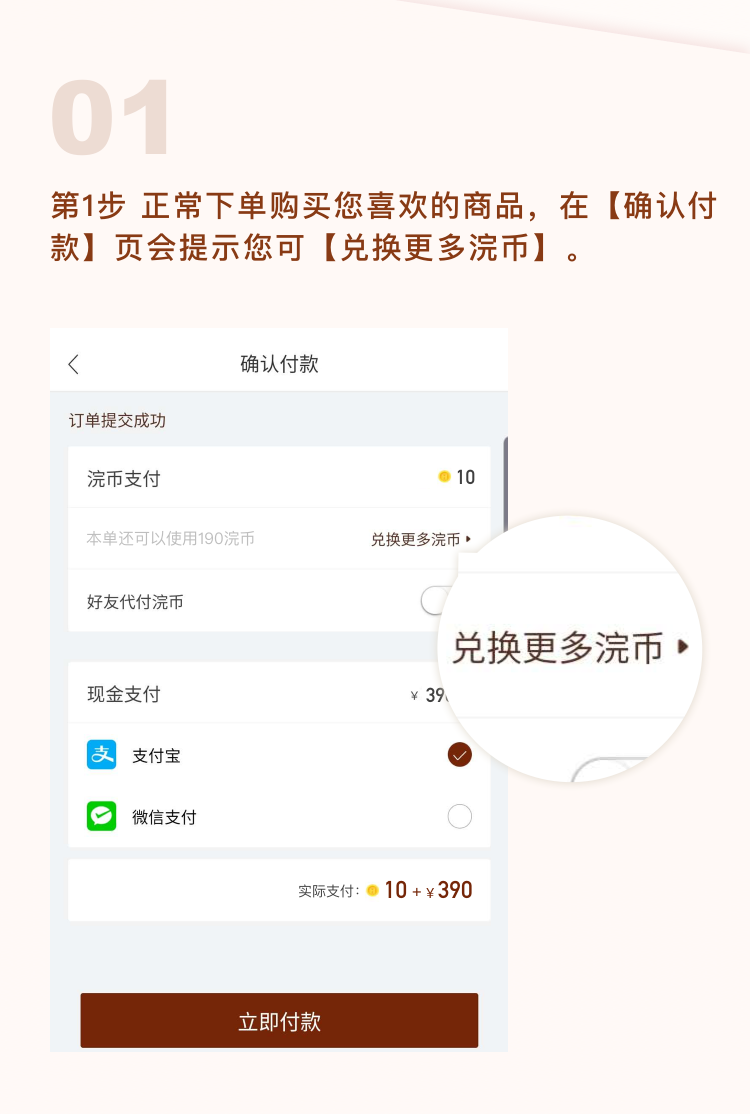 01
第1步 正常下单购买您喜欢的商品，在【确认付
款】页会提示您可【兑换更多浣币】。
确认付款
订单提交成功
浣币支付 10
本单还可以使用190浣币 兑换更多浣币
好友代付浣币
兑换更多浣币
现金支付 ¥ 39
支
支付宝
微信支付
实际支付: 10 + ¥ 390
立即付款